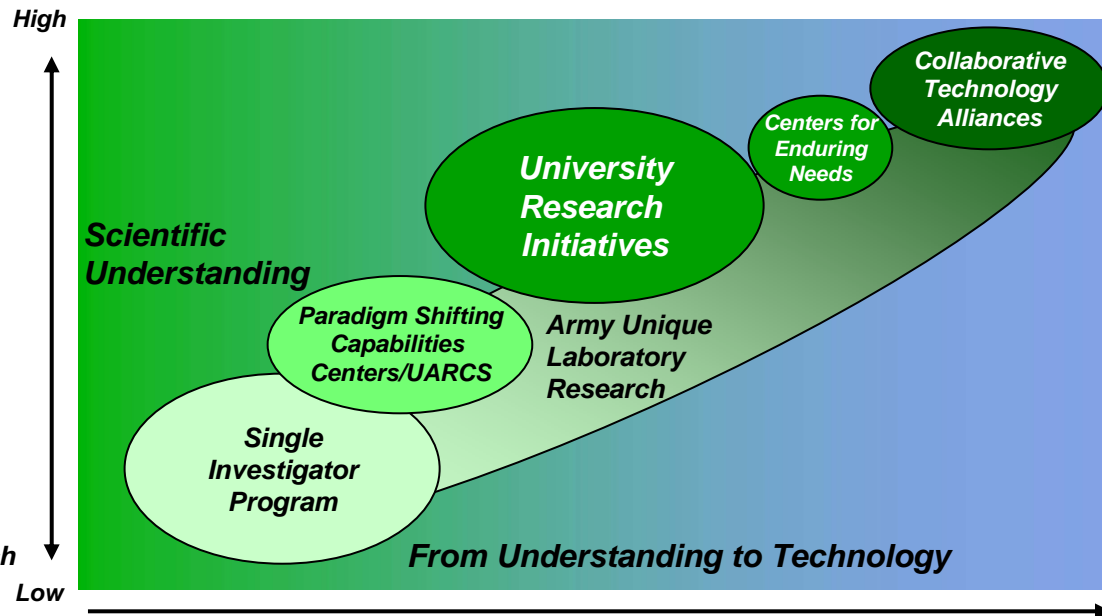 High
Collaborative
Technology
Alliances
Centers for
Enduring
Needs
University
Research
Initiatives
Scientific
Understanding
Paradigm Shifting
Capabilities
Centers/UARCS
Army Unique
Laboratory
Research
Single
Investigator
Program
h
From Understanding to Technology
Low